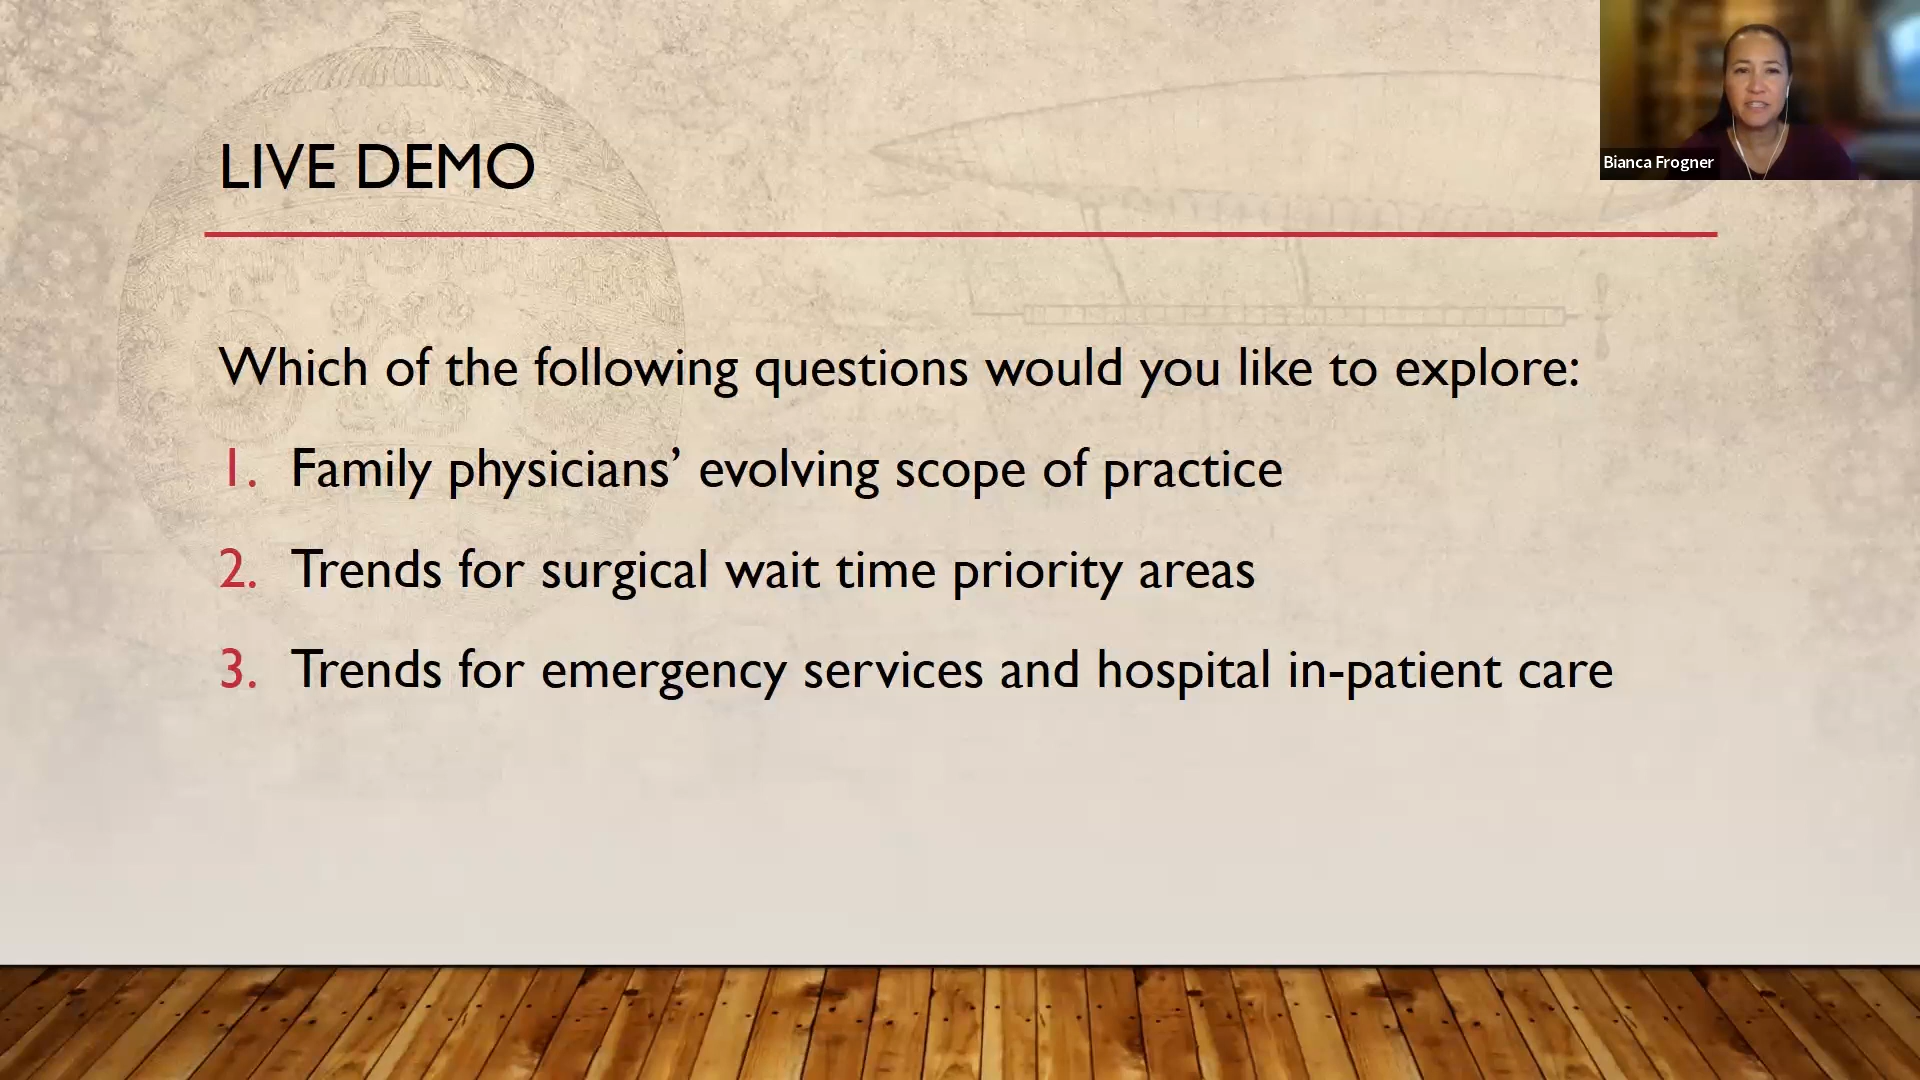 LIVE DEMO
Bianca Frogner
Which of the following questions would you like to explore:
1. Family physicians’ evolving scope of practice
2. Trends for surgical wait time priority areas
3. Trends for emergency services and hospital in-patient care